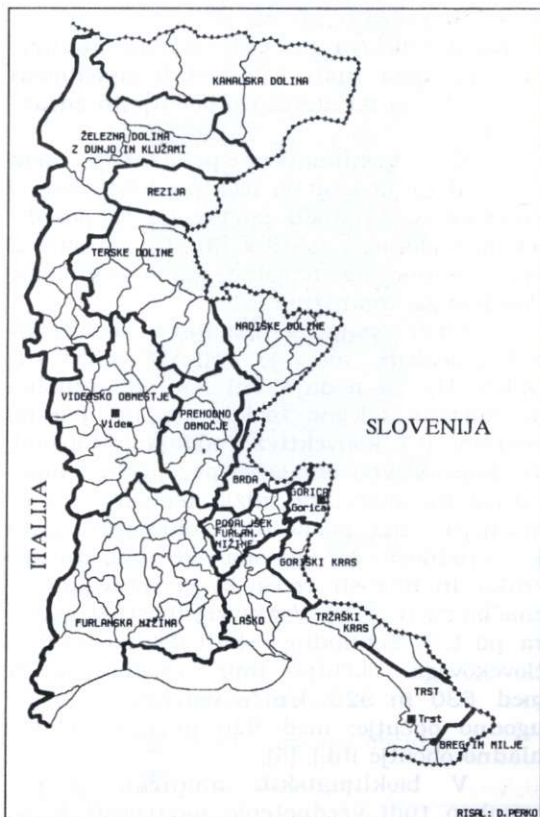 KANALSKA DOLINA
ŽELEZNA DOLINA
Z DUNJO IN KLUŽAMI
REZIJA
TERSKE DOLINE
NADIŠKE DOLINE
VIDEMSKO OBMESTJE
Videm
PREHODNO
OBMOČJE
SLOVENIJA
BRDA
GORICA
Gorica
ITALIJA
PODALJŠEK
FURLAN.
NIŽINE
GORIŠKI KRAS
FURLANSKA NIŽINA
LAŠKO
TRŽAŠKI
KRAS
TRST
Trst
BREG IN MILJE
RISAL: D.PERKO